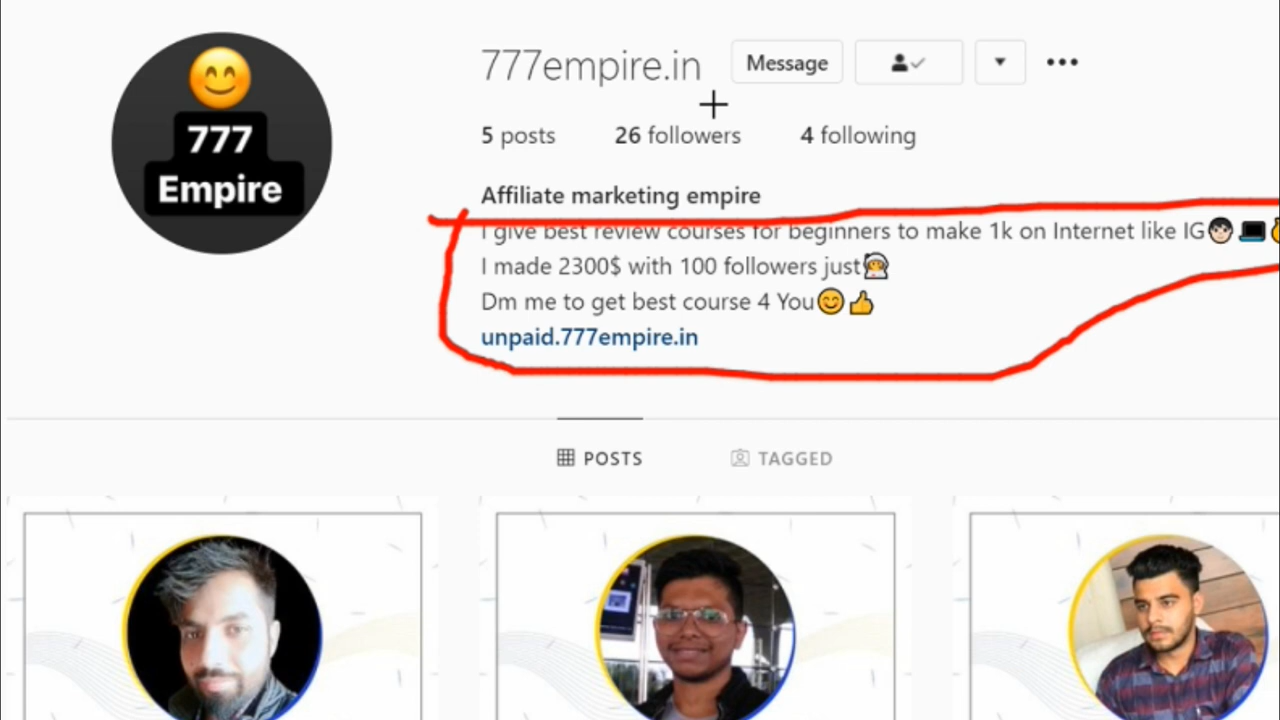 777
Empire
777empire.in
Message
5 posts 26 followers 4 following
Affiliate marketing empire
I give best review courses for beginners to make 1k on Internet like IG👨🏻💻💰
I made 2300$ with 100 followers just🧑‍🚀
Dm me to get best course 4 You😊👍
unpaid.777empire.in
POSTS
TAGGED